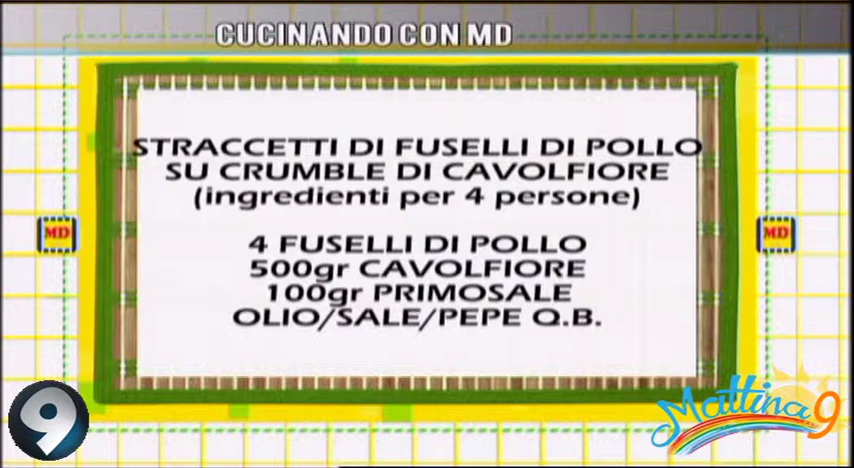 CUCINANDO CON MD
STRACCETTI DI FUSELLI DI POLLO
SU CRUMBLE DI CAVOLFIORE
(ingredienti per 4 persone)
4 FUSELLI DI POLLO
500gr CAVOLFIORE
100gr PRIMOSALE
OLIO/SALE/PEPE Q.B.
MD
MD
9
Mattina 9